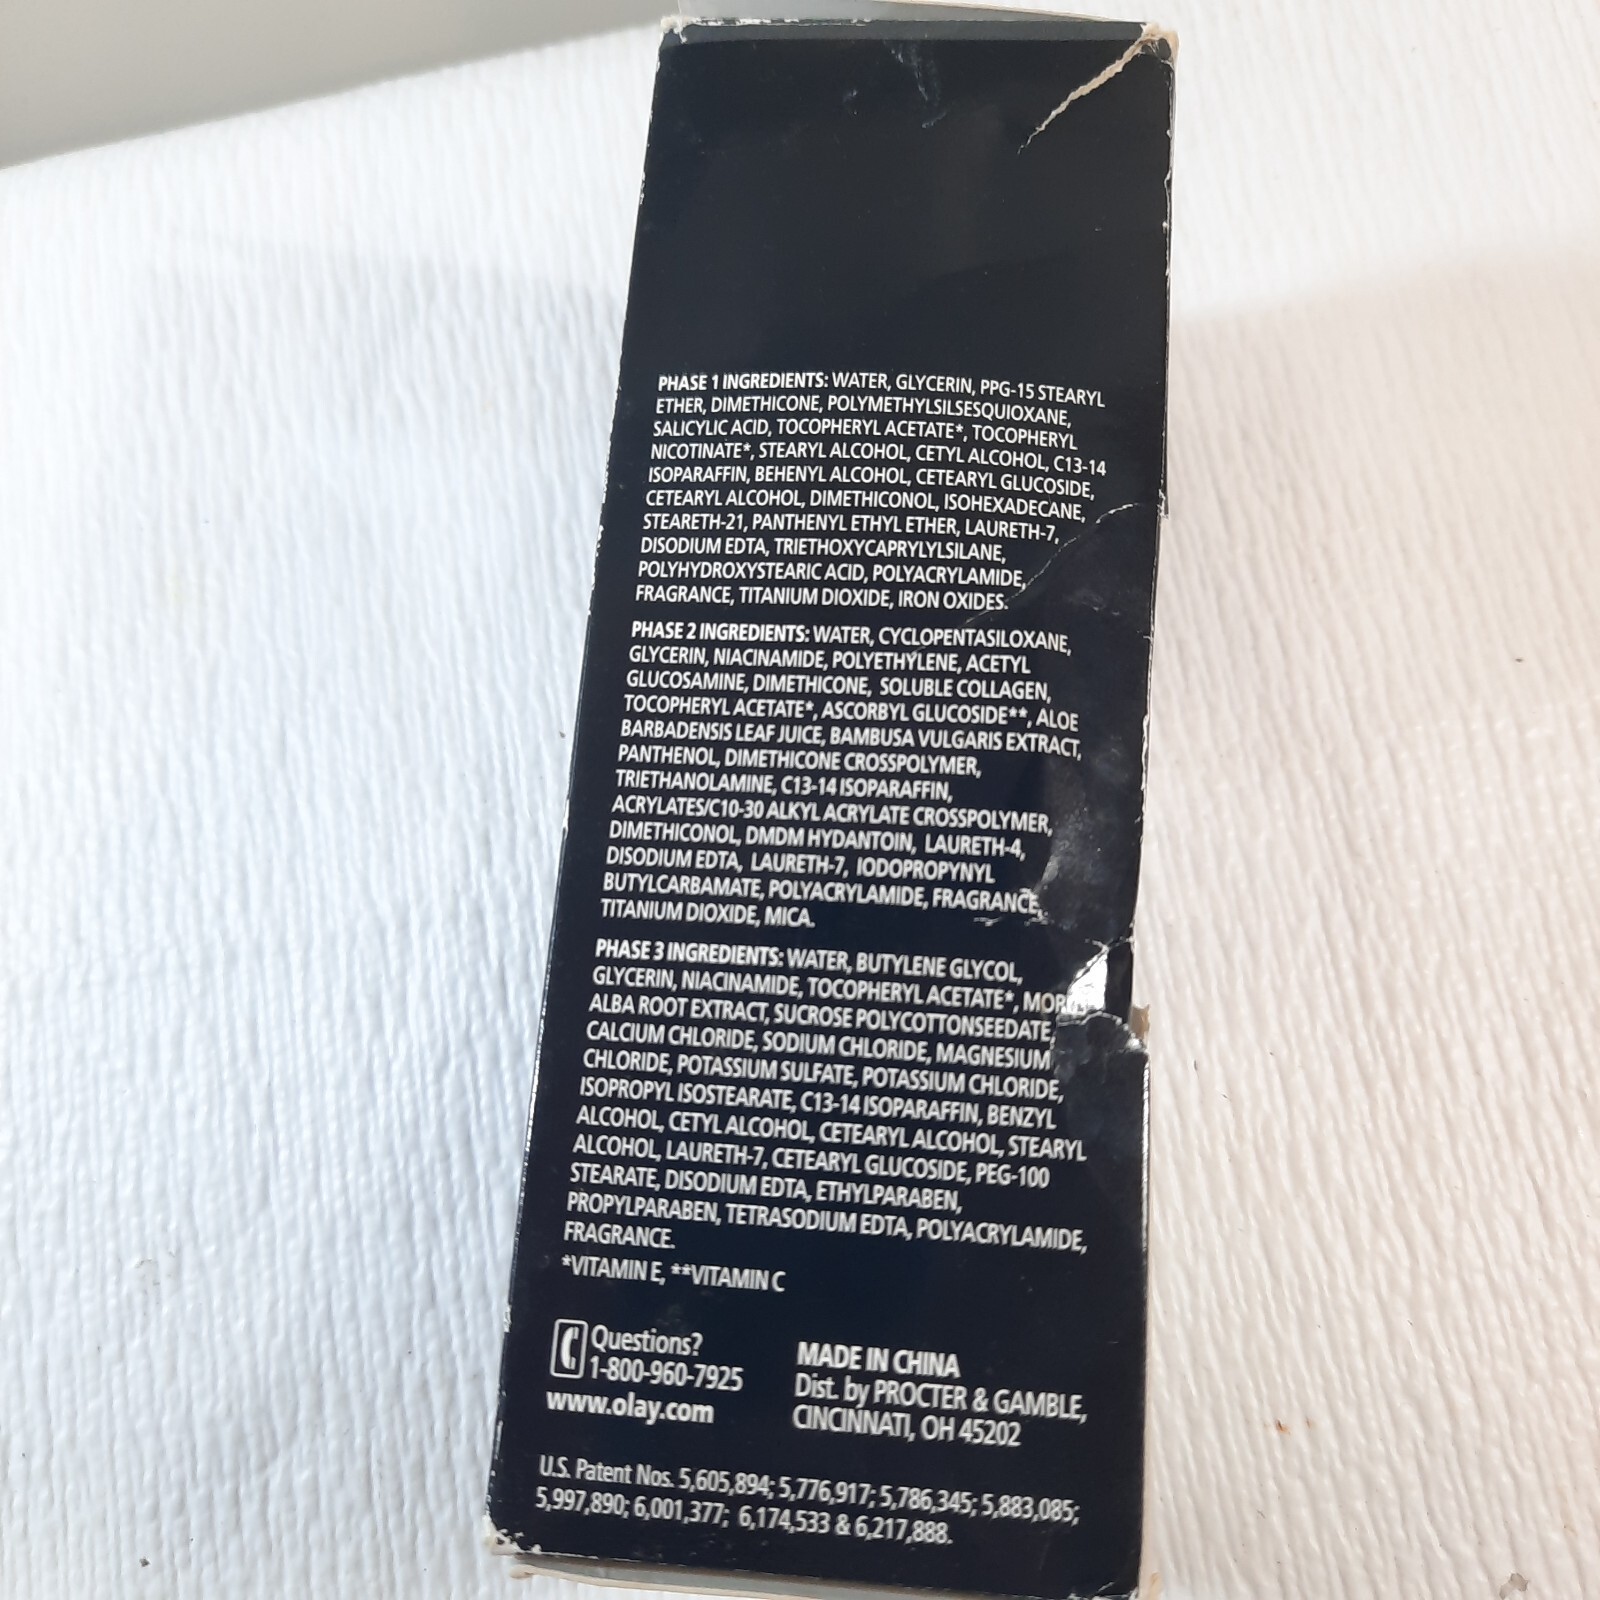 PHASE 1 INGREDIENTS: WATER, GLYCERIN, PPG-15 STEARYL
ETHER, DIMETHICONE, POLYMETHYLSILSESQUIOXANE,
SALICYLIC ACID, TOCOPHERYL ACETATE*, TOCOPHERYL
NICOTINATE*, STEARYL ALCOHOL, CETYL ALCOHOL, C13-14
ISOPARAFFIN, BEHENYL ALCOHOL, CETEARYL GLUCOSIDE,
CETEARYL ALCOHOL, DIMETHICONOL, ISOHEXADECANE,
STEARETH-21, PANTHENYL ETHYL ETHER, LAURETH-7,
DISODIUM EDTA, TRIETHOXYCAPRYLYLSILANE,
POLYHYDROXYSTEARIC ACID, POLYACRYLAMIDE,
FRAGRANCE, TITANIUM DIOXIDE, IRON OXIDES.
PHASE 2 INGREDIENTS: WATER, CYCLOPENTASILOXANE,
GLYCERIN, NIACINAMIDE, POLYETHYLENE, ACETYL
GLUCOSAMINE, DIMETHICONE, SOLUBLE COLLAGEN,
TOCOPHERYL ACETATE*, ASCORBYL GLUCOSIDE**, ALOE
BARBADENSIS LEAF JUICE, BAMBUSA VULGARIS EXTRACT,
PANTHENOL, DIMETHICONE CROSSPOLYMER,
TRIETHANOLAMINE, C13-14 ISOPARAFFIN,
ACRYLATES/C10-30 ALKYL ACRYLATE CROSSPOLYMER,
DIMETHICONOL, DMDM HYDANTOIN, LAURETH-4,
DISODIUM EDTA, LAURETH-7, IODOPROPYNYL
BUTYLCARBAMATE, POLYACRYLAMIDE, FRAGRANCE,
TITANIUM DIOXIDE, MICA.
PHASE 3 INGREDIENTS: WATER, BUTYLENE GLYCOL,
GLYCERIN, NIACINAMIDE, TOCOPHERYL ACETATE*,
ALBA ROOT EXTRACT, SUCROSE POLYCOTTONSEEDATE,
CALCIUM CHLORIDE, SODIUM CHLORIDE, MAGNESIUM
CHLORIDE, POTASSIUM SULFATE, POTASSIUM CHLORIDE,
ISOPROPYL ISOSTEARATE, C13-14 ISOPARAFFIN, BENZYL
ALCOHOL, CETYL ALCOHOL, CETEARYL ALCOHOL, STEARYL
ALCOHOL, LAURETH-7, CETEARYL GLUCOSIDE, PEG-100
STEARATE, DISODIUM EDTA, ETHYLPARABEN,
PROPYLPARABEN, TETRASODIUM EDTA, POLYACRYLAMIDE,
FRAGRANCE.
*VITAMIN E, **VITAMIN C
Questions?
1-800-960-7925
www.olay.com
MADE IN CHINA
Dist. by PROCTER & GAMBLE,
CINCINNATI, OH 45202
U.S. Patent Nos. 5,605,894; 5,776,917; 5,786,345; 5,883,085;
5,997,890; 6,001,377; 6,174,533 & 6,217,888.